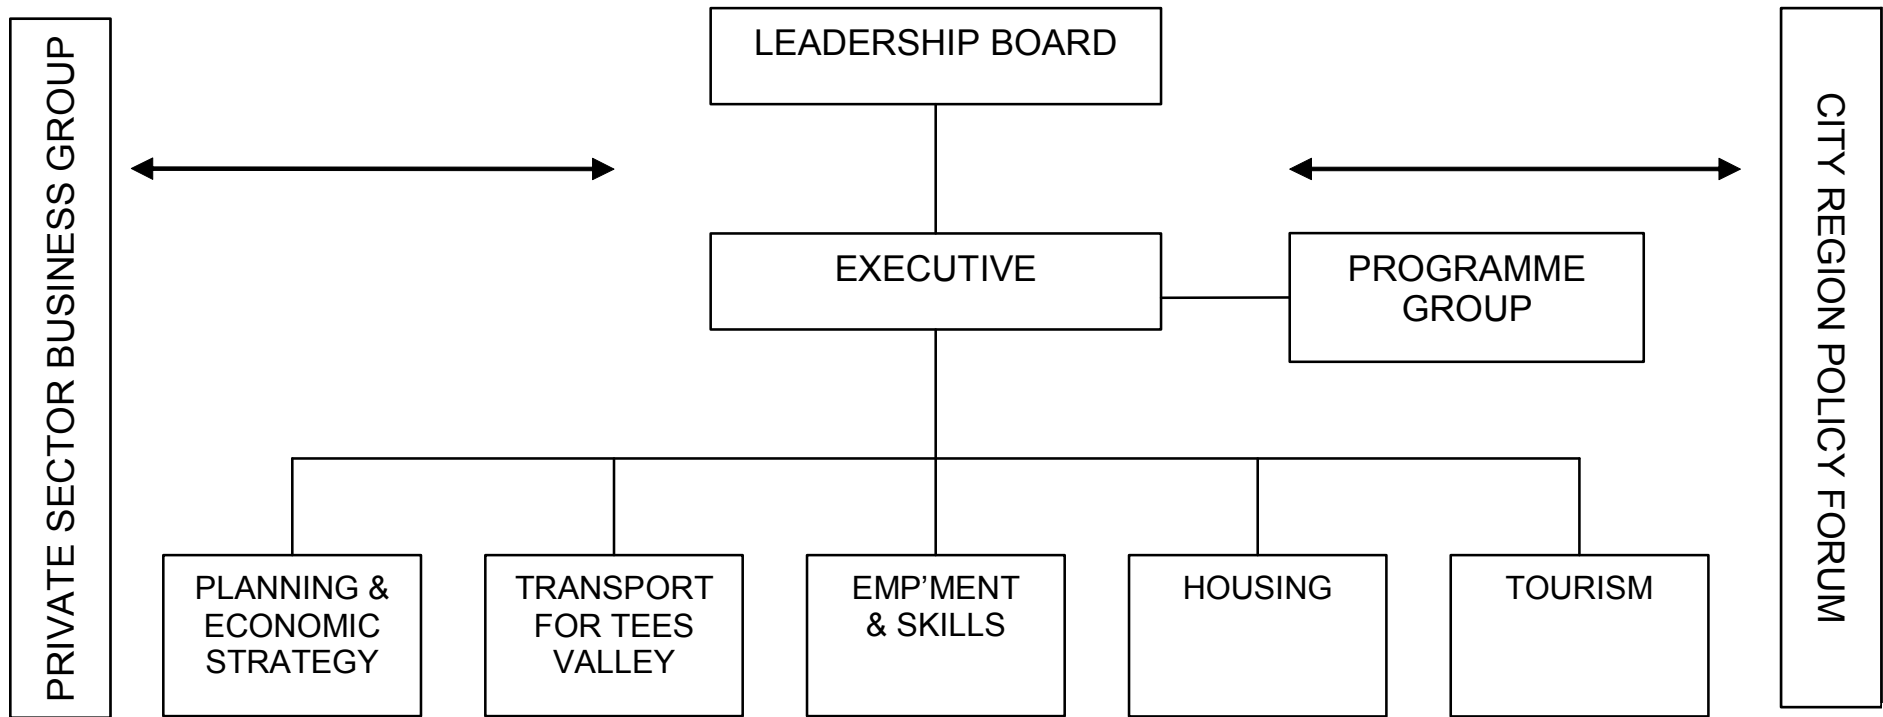 PRIVATE SECTOR BUSINESS GROUP
LEADERSHIP BOARD
EXECUTIVE
PROGRAMME
GROUP
PLANNING &
ECONOMIC
STRATEGY
TRANSPORT
FOR TEES
VALLEY
EMP’MENT
& SKILLS
HOUSING
TOURISM
CITY REGION POLICY FORUM